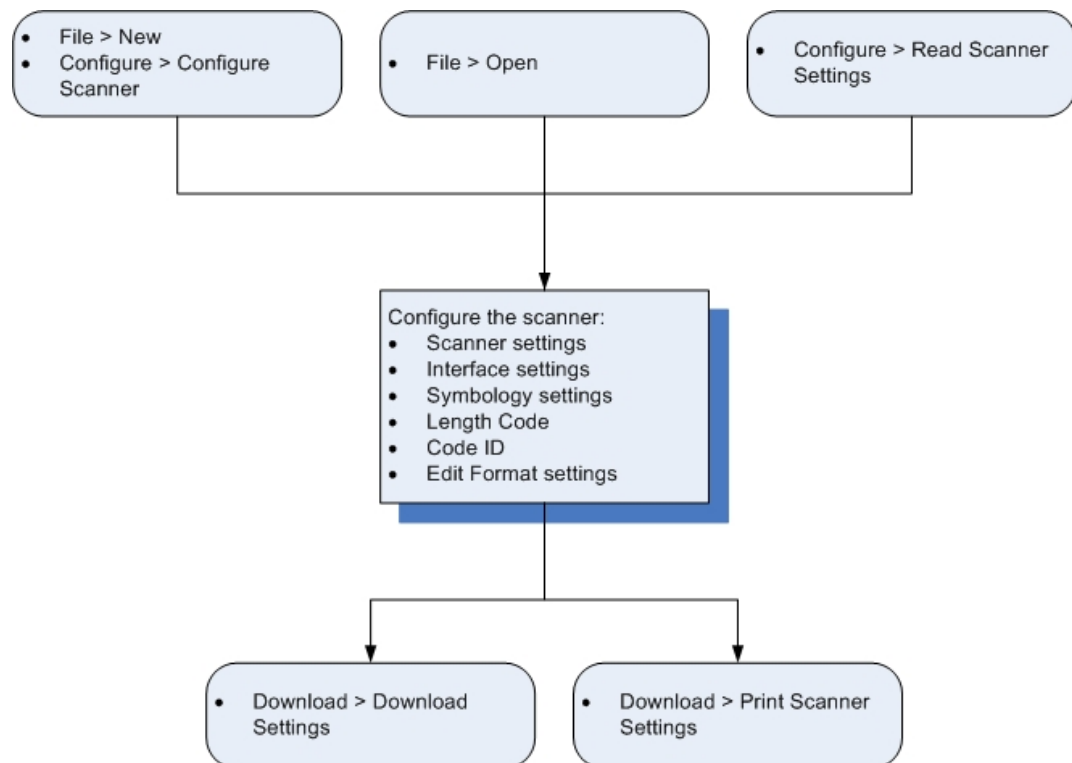 • File > New
• Configure > Configure
Scanner
• File > Open
• Configure > Read Scanner
Settings
Configure the scanner:
• Scanner settings
• Interface settings
• Symbology settings
• Length Code
• Code ID
• Edit Format settings
• Download > Download
Settings
• Download > Print Scanner
Settings